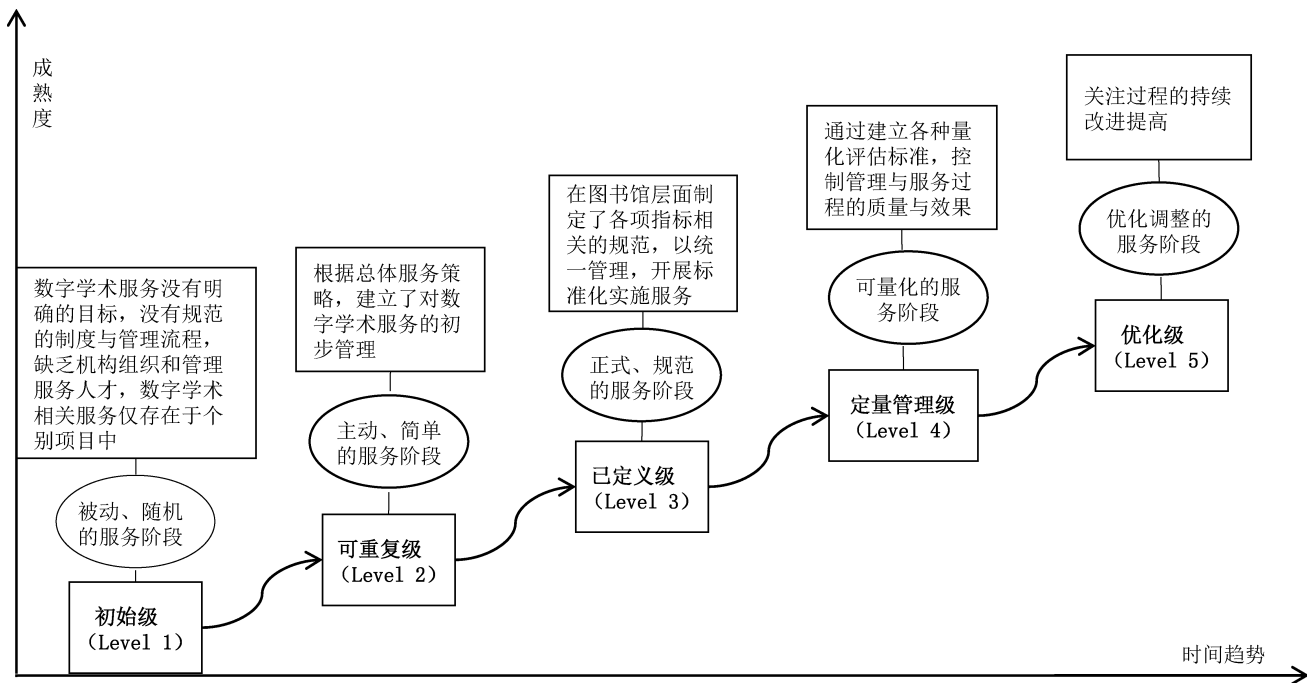 成
熟
度
关注过程的持续
改进提高
通过建立各种量
化评估标准，控
制管理与服务过
程的质量与效果
在图书馆层面制
定了各项指标相
关的规范，以统
一管理，开展标
准化实施服务
优化调整的
服务阶段
根据总体服务策
略，建立了对数
字学术服务的初
步管理
数字学术服务没有明
确的目标，没有规范
的制度与管理流程，
缺乏机构组织和管理
服务人才，数字学术
相关服务仅存在于个
别项目中
可量化的服
务阶段
优化级
（Level 5）
正式、规范
的服务阶段
定量管理级
（Level 4）
主动、简单
的服务阶段
已定义级
（Level 3）
被动、随机
的服务阶段
可重复级
（Level 2）
初始级
（Level 1）
时间趋势